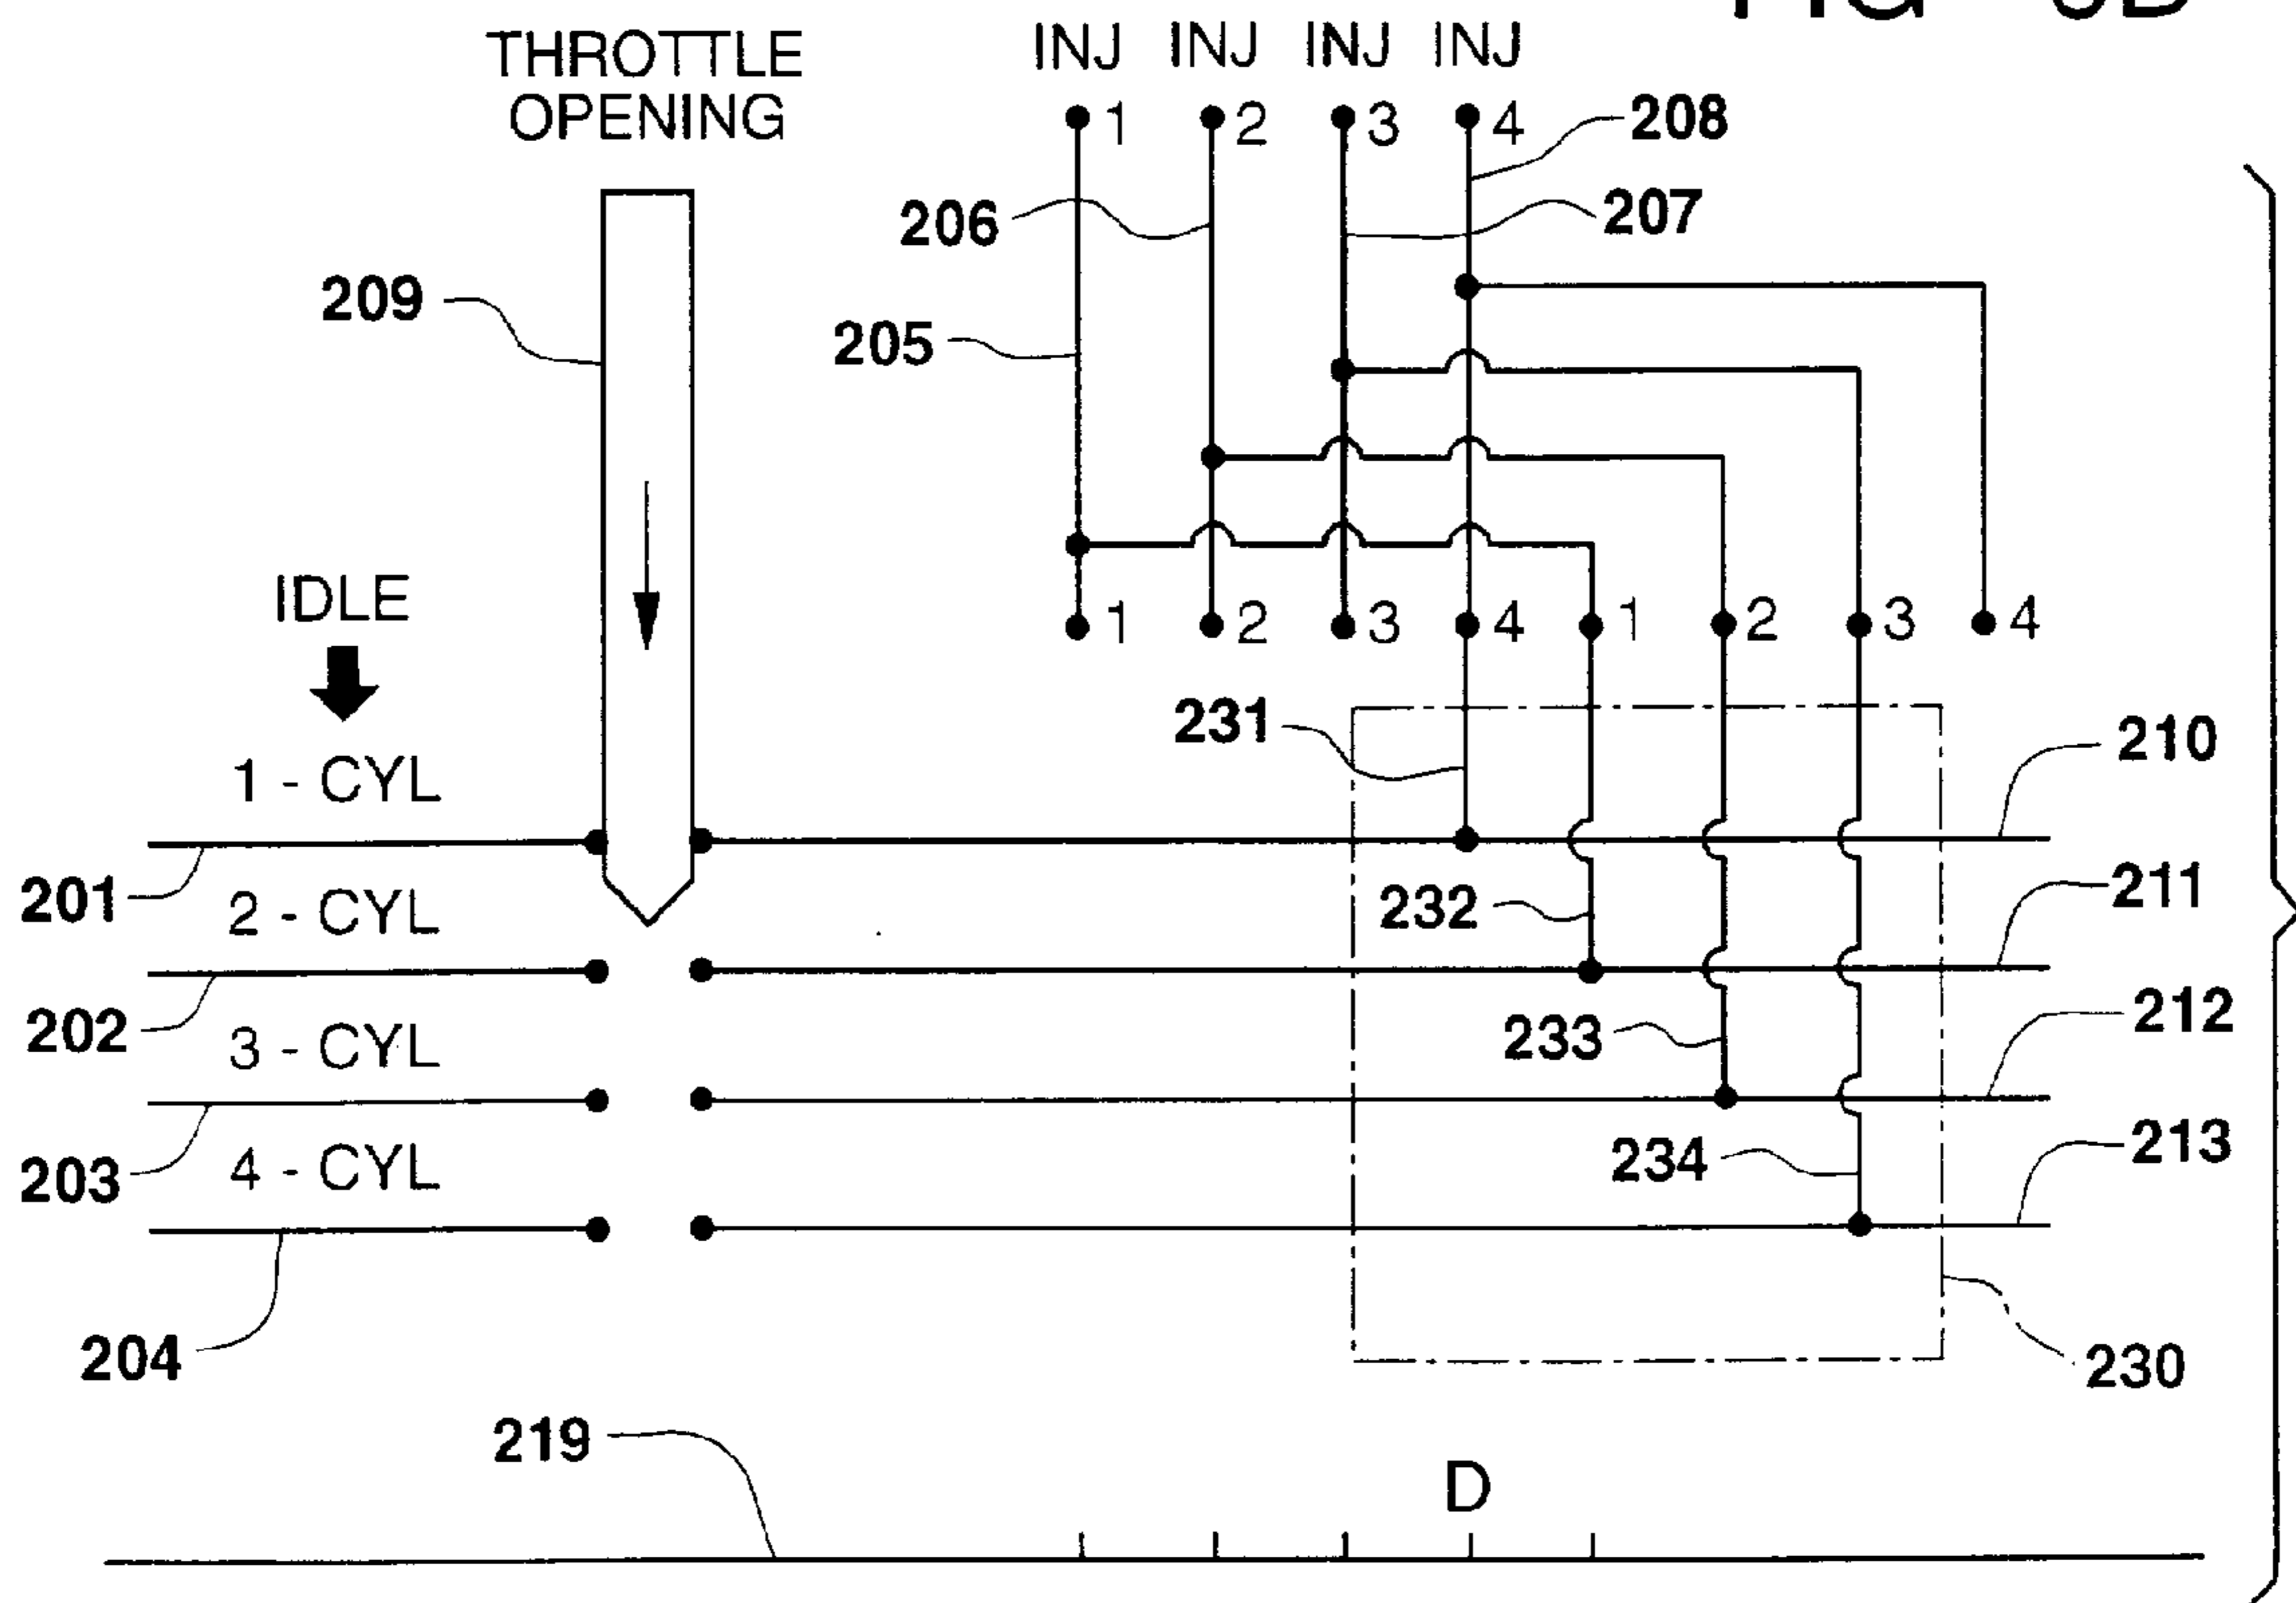 THROTTLE
OPENING
INJ INJ INJ INJ
1 2 3 4
208
206
207
209
205
IDLE
1 2 3 4 1 2 3 4
231
210
1 - CYL
201
232
211
2 - CYL
202
233
212
3 - CYL
203
234
213
4 - CYL
204
230
219
D